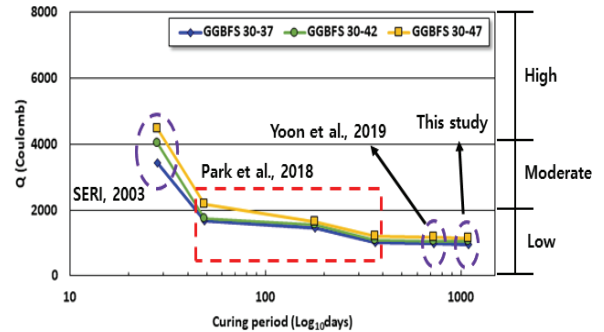 8000
6000
4000
2000
0
Q (Coulomb)
GGBFS 30-37
GGBFS 30-42
GGBFS 30-47
SERI, 2003
Park et al., 2018
Yoon et al., 2019
This study
High
Moderate
Low
10
100
1000
Curing period (Log10days)